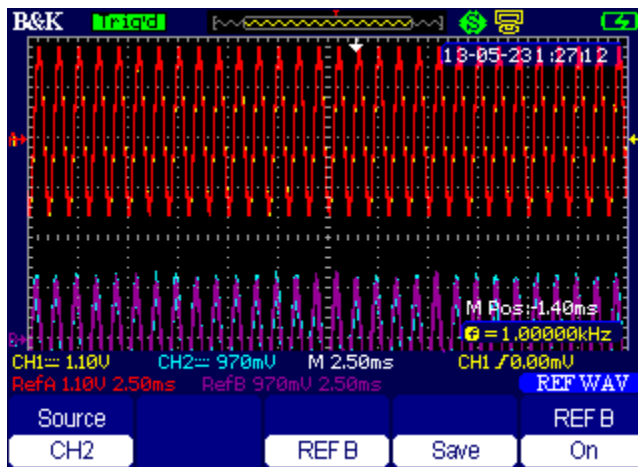 B&K Trig'd
13-05-23 1:27:12
A
M Pos:-1.40ms
= 1.00000kHz
CH1 1.10V CH2 970mV M 2.50ms CH1 0.00mV
RefA 1.10V 2.50ms RefB 970mV 2.50ms REF WAV
Source REF B
CH2 REF B Save On